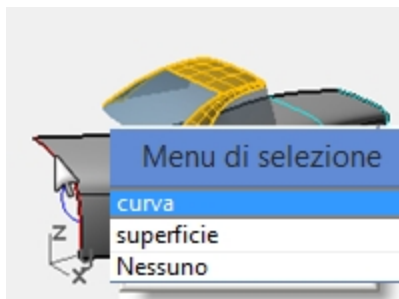 Menu di selezione
curva
superficie
Nessuno
z
y
x